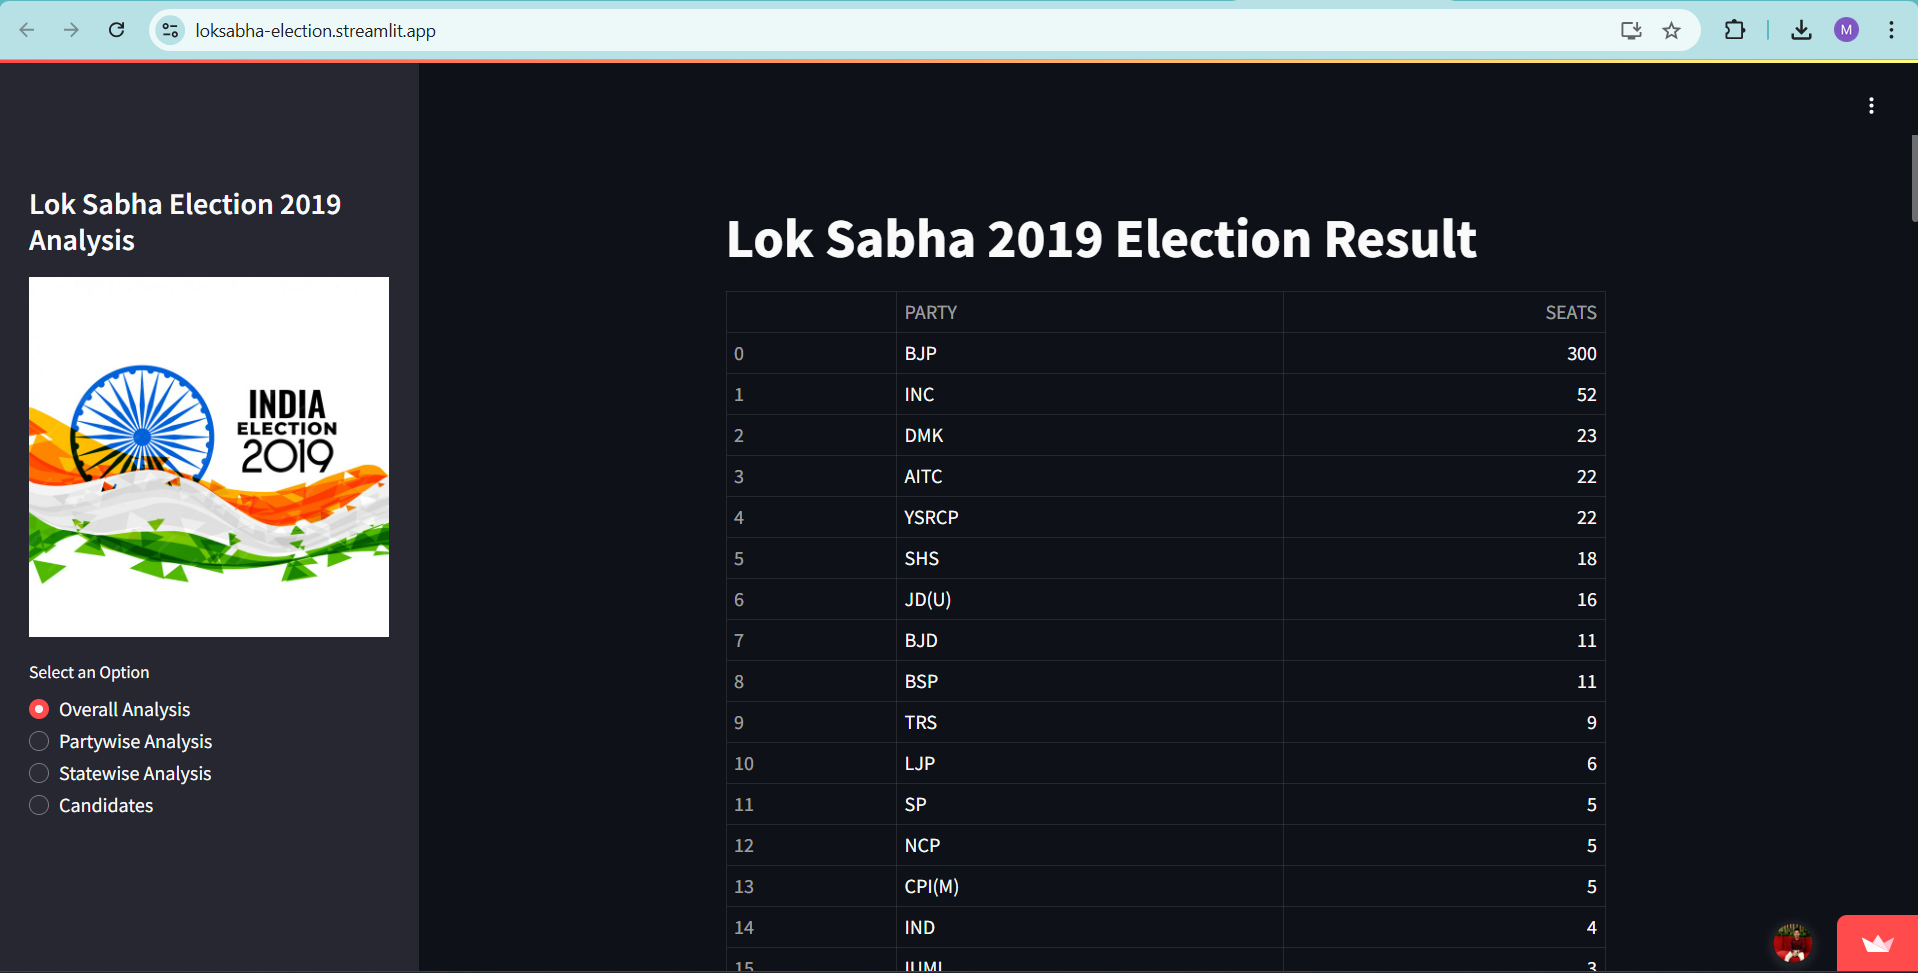 loksabha-election.streamlit.app
M
Lok Sabha Election 2019
Analysis
INDIA
ELECTION
2019
Select an Option
Overall Analysis
Partywise Analysis
Statewise Analysis
Candidates
Lok Sabha 2019 Election Result
PARTY SEATS
0 BJP 300
1 INC 52
2 DMK 23
3 AITC 22
4 YSRCP 22
5 SHS 18
6 JD(U) 16
7 BJD 11
8 BSP 11
9 TRS 9
10 LJP 6
11 SP 5
12 NCP 5
13 CPI(M) 5
14 IND 4
15 IUML 3